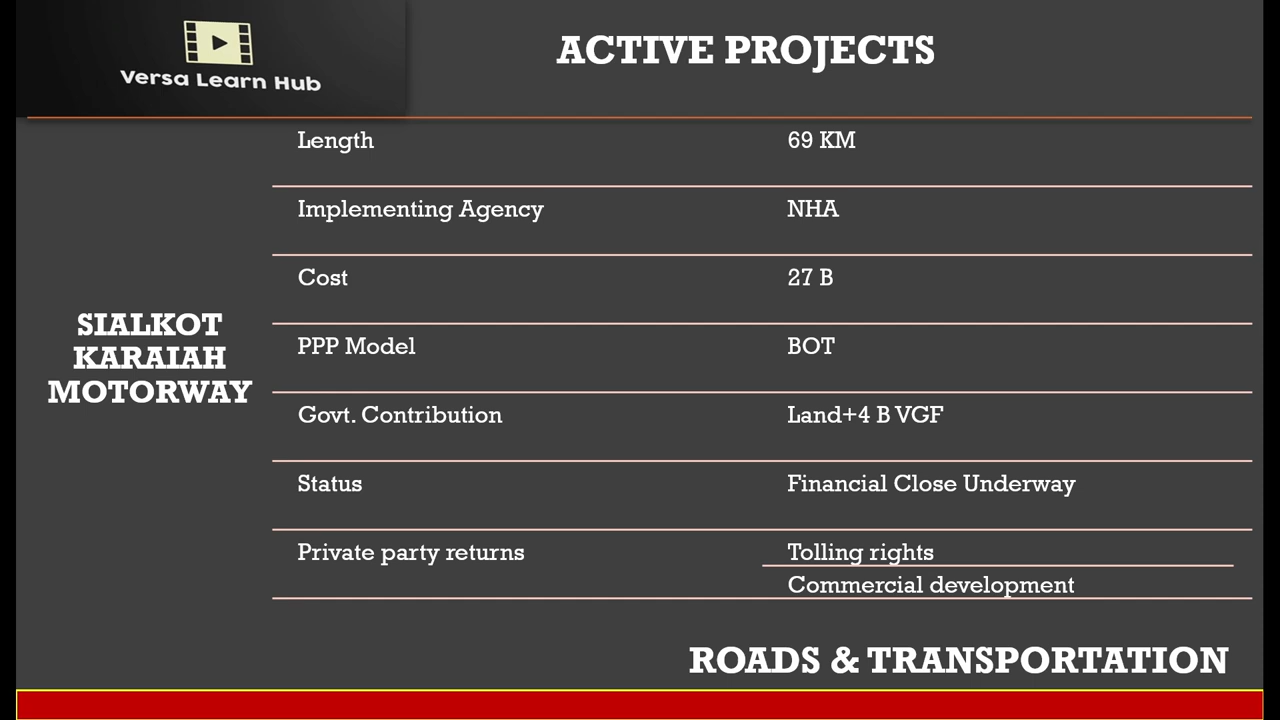 Versa Learn Hub
ACTIVE PROJECTS
SIALKOT
KARAIAH
MOTORWAY
Length 69 KM
Implementing Agency NHA
Cost 27 B
PPP Model BOT
Govt. Contribution Land+4 B VGF
Status Financial Close Underway
Private party returns Tolling rights
Commercial development
ROADS & TRANSPORTATION